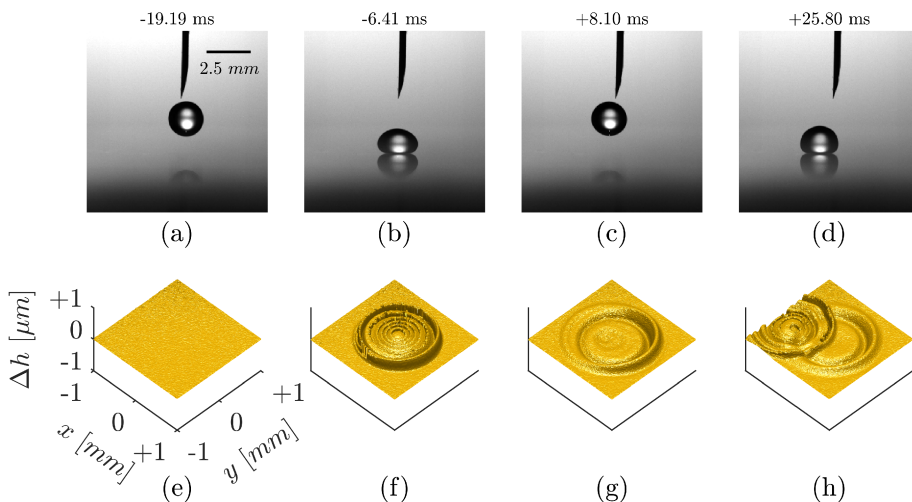 -19.19 ms
-6.41 ms
+8.10 ms
+25.80 ms
2.5 mm
(a)
(b)
(c)
(d)
+1
0
-1
Δh [μm]
-1
0
+1
x [mm]
-1
0
+1
y [mm]
(e)
(f)
(g)
(h)